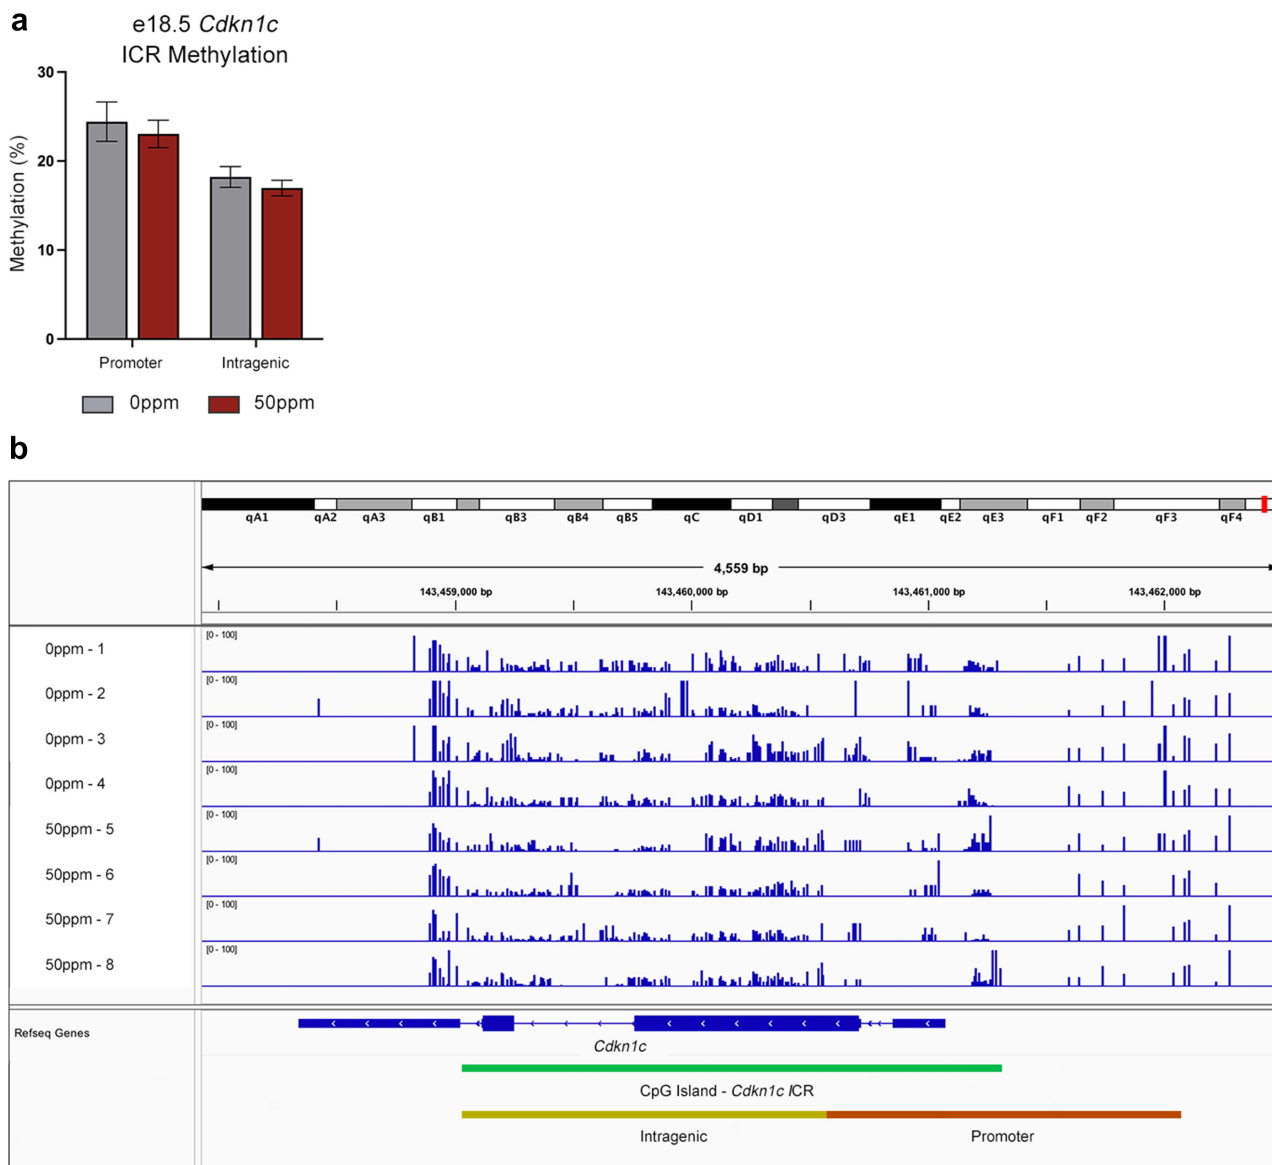 a
e18.5 Cdkn1c
ICR Methylation
Methylation (%)
30
20
10
0
Promoter Intragenic
0ppm 50ppm
b
qA1 qA2 qA3 qB1 qB3 qB4 qB5 qC qD1 qD3 qE1 qE2 qE3 qF1 qF2 qF3 qF4
4,559 bp
143,459,000 bp 143,460,000 bp 143,461,000 bp 143,462,000 bp
0ppm - 1 [0 - 100]
0ppm - 2 [0 - 100]
0ppm - 3 [0 - 100]
0ppm - 4 [0 - 100]
50ppm - 5 [0 - 100]
50ppm - 6 [0 - 100]
50ppm - 7 [0 - 100]
50ppm - 8 [0 - 100]
Refseq Genes
Cdkn1c
CpG Island - Cdkn1c ICR
Intragenic Promoter